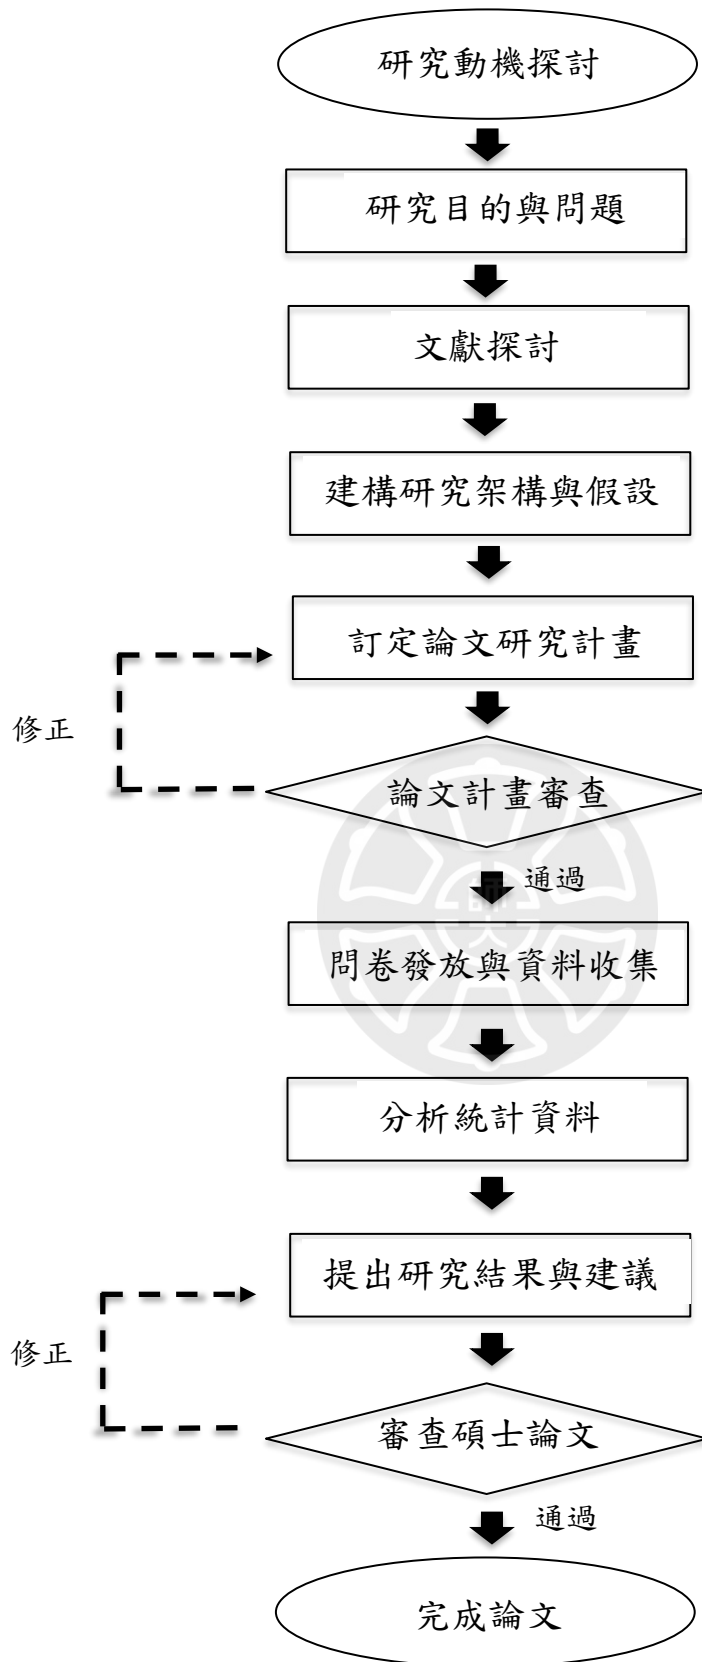 研究動機探討
研究目的與問題
文獻探討
建構研究架構與假設
訂定論文研究計畫
修正
論文計畫審查
通過
師大
問卷發放與資料收集
分析統計資料
提出研究結果與建議
修正
審查碩士論文
通過
完成論文